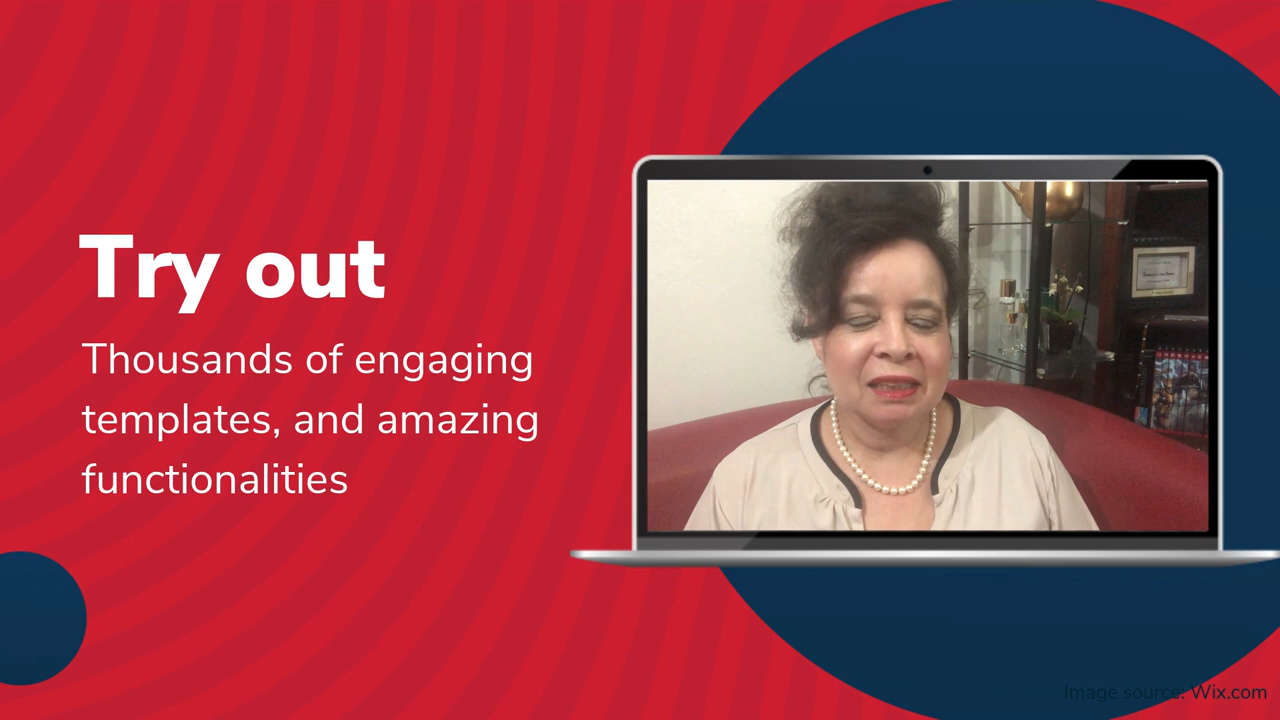 Try out
Thousands of engaging
templates, and amazing
functionalities
Image source: Wix.com